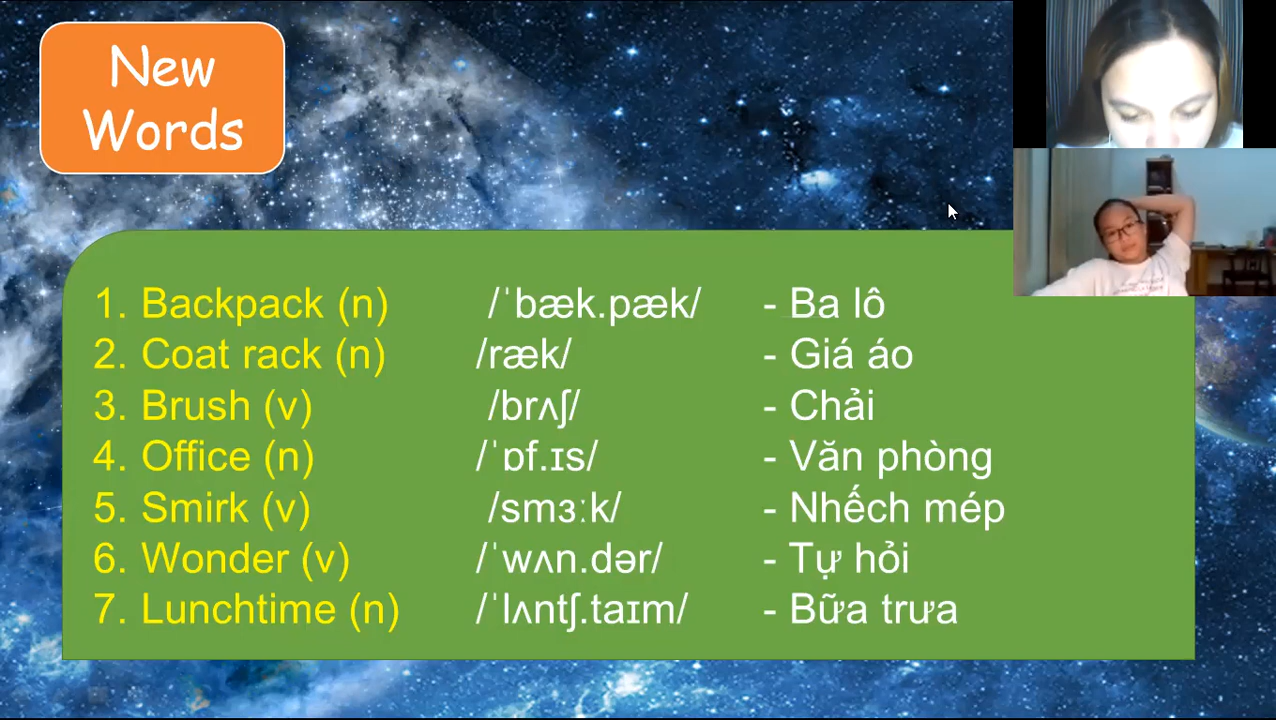 New
Words
1. Backpack (n) /ˈbæk.pæk/ - Ba lô
2. Coat rack (n) /ræk/ - Giá áo
3. Brush (v) /brʌʃ/ - Chải
4. Office (n) /ˈɒf.ɪs/ - Văn phòng
5. Smirk (v) /smɜːk/ - Nhếch mép
6. Wonder (v) /ˈwʌn.dər/ - Tự hỏi
7. Lunchtime (n) /ˈlʌntʃ.taɪm/ - Bữa trưa